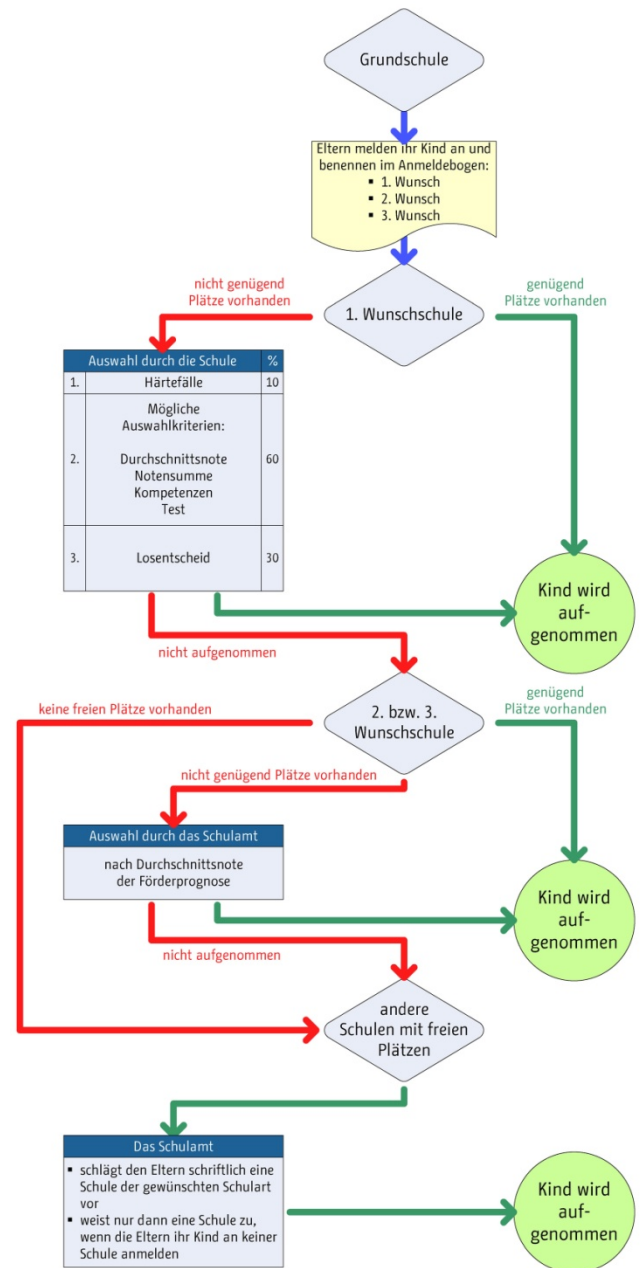 Grundschule
Eltern melden ihr Kind an und
benennen im Anmeldebogen:
▪ 1. Wunsch
▪ 2. Wunsch
▪ 3. Wunsch
nicht genügend
Plätze vorhanden
1. Wunschschule
genügend
Plätze vorhanden
Auswahl durch die Schule %
1. Härtefälle 10
Mögliche
Auswahlkriterien:
2. Durchschnittsnote 60
Notensumme
Kompetenzen
Test
3. Losentscheid 30
Kind wird
auf-
genommen
nicht aufgenommen
keine freien Plätze vorhanden
2. bzw. 3.
Wunschschule
genügend
Plätze vorhanden
nicht genügend Plätze vorhanden
Auswahl durch das Schulamt
nach Durchschnittsnote
der Förderprognose
Kind wird
auf-
genommen
nicht aufgenommen
andere
Schulen mit freien
Plätzen
Das Schulamt
▪ schlägt den Eltern schriftlich eine
Schule der gewünschten Schulart
vor
▪ weist nur dann eine Schule zu,
wenn die Eltern ihr Kind an keiner
Schule anmelden
Kind wird
auf-
genommen